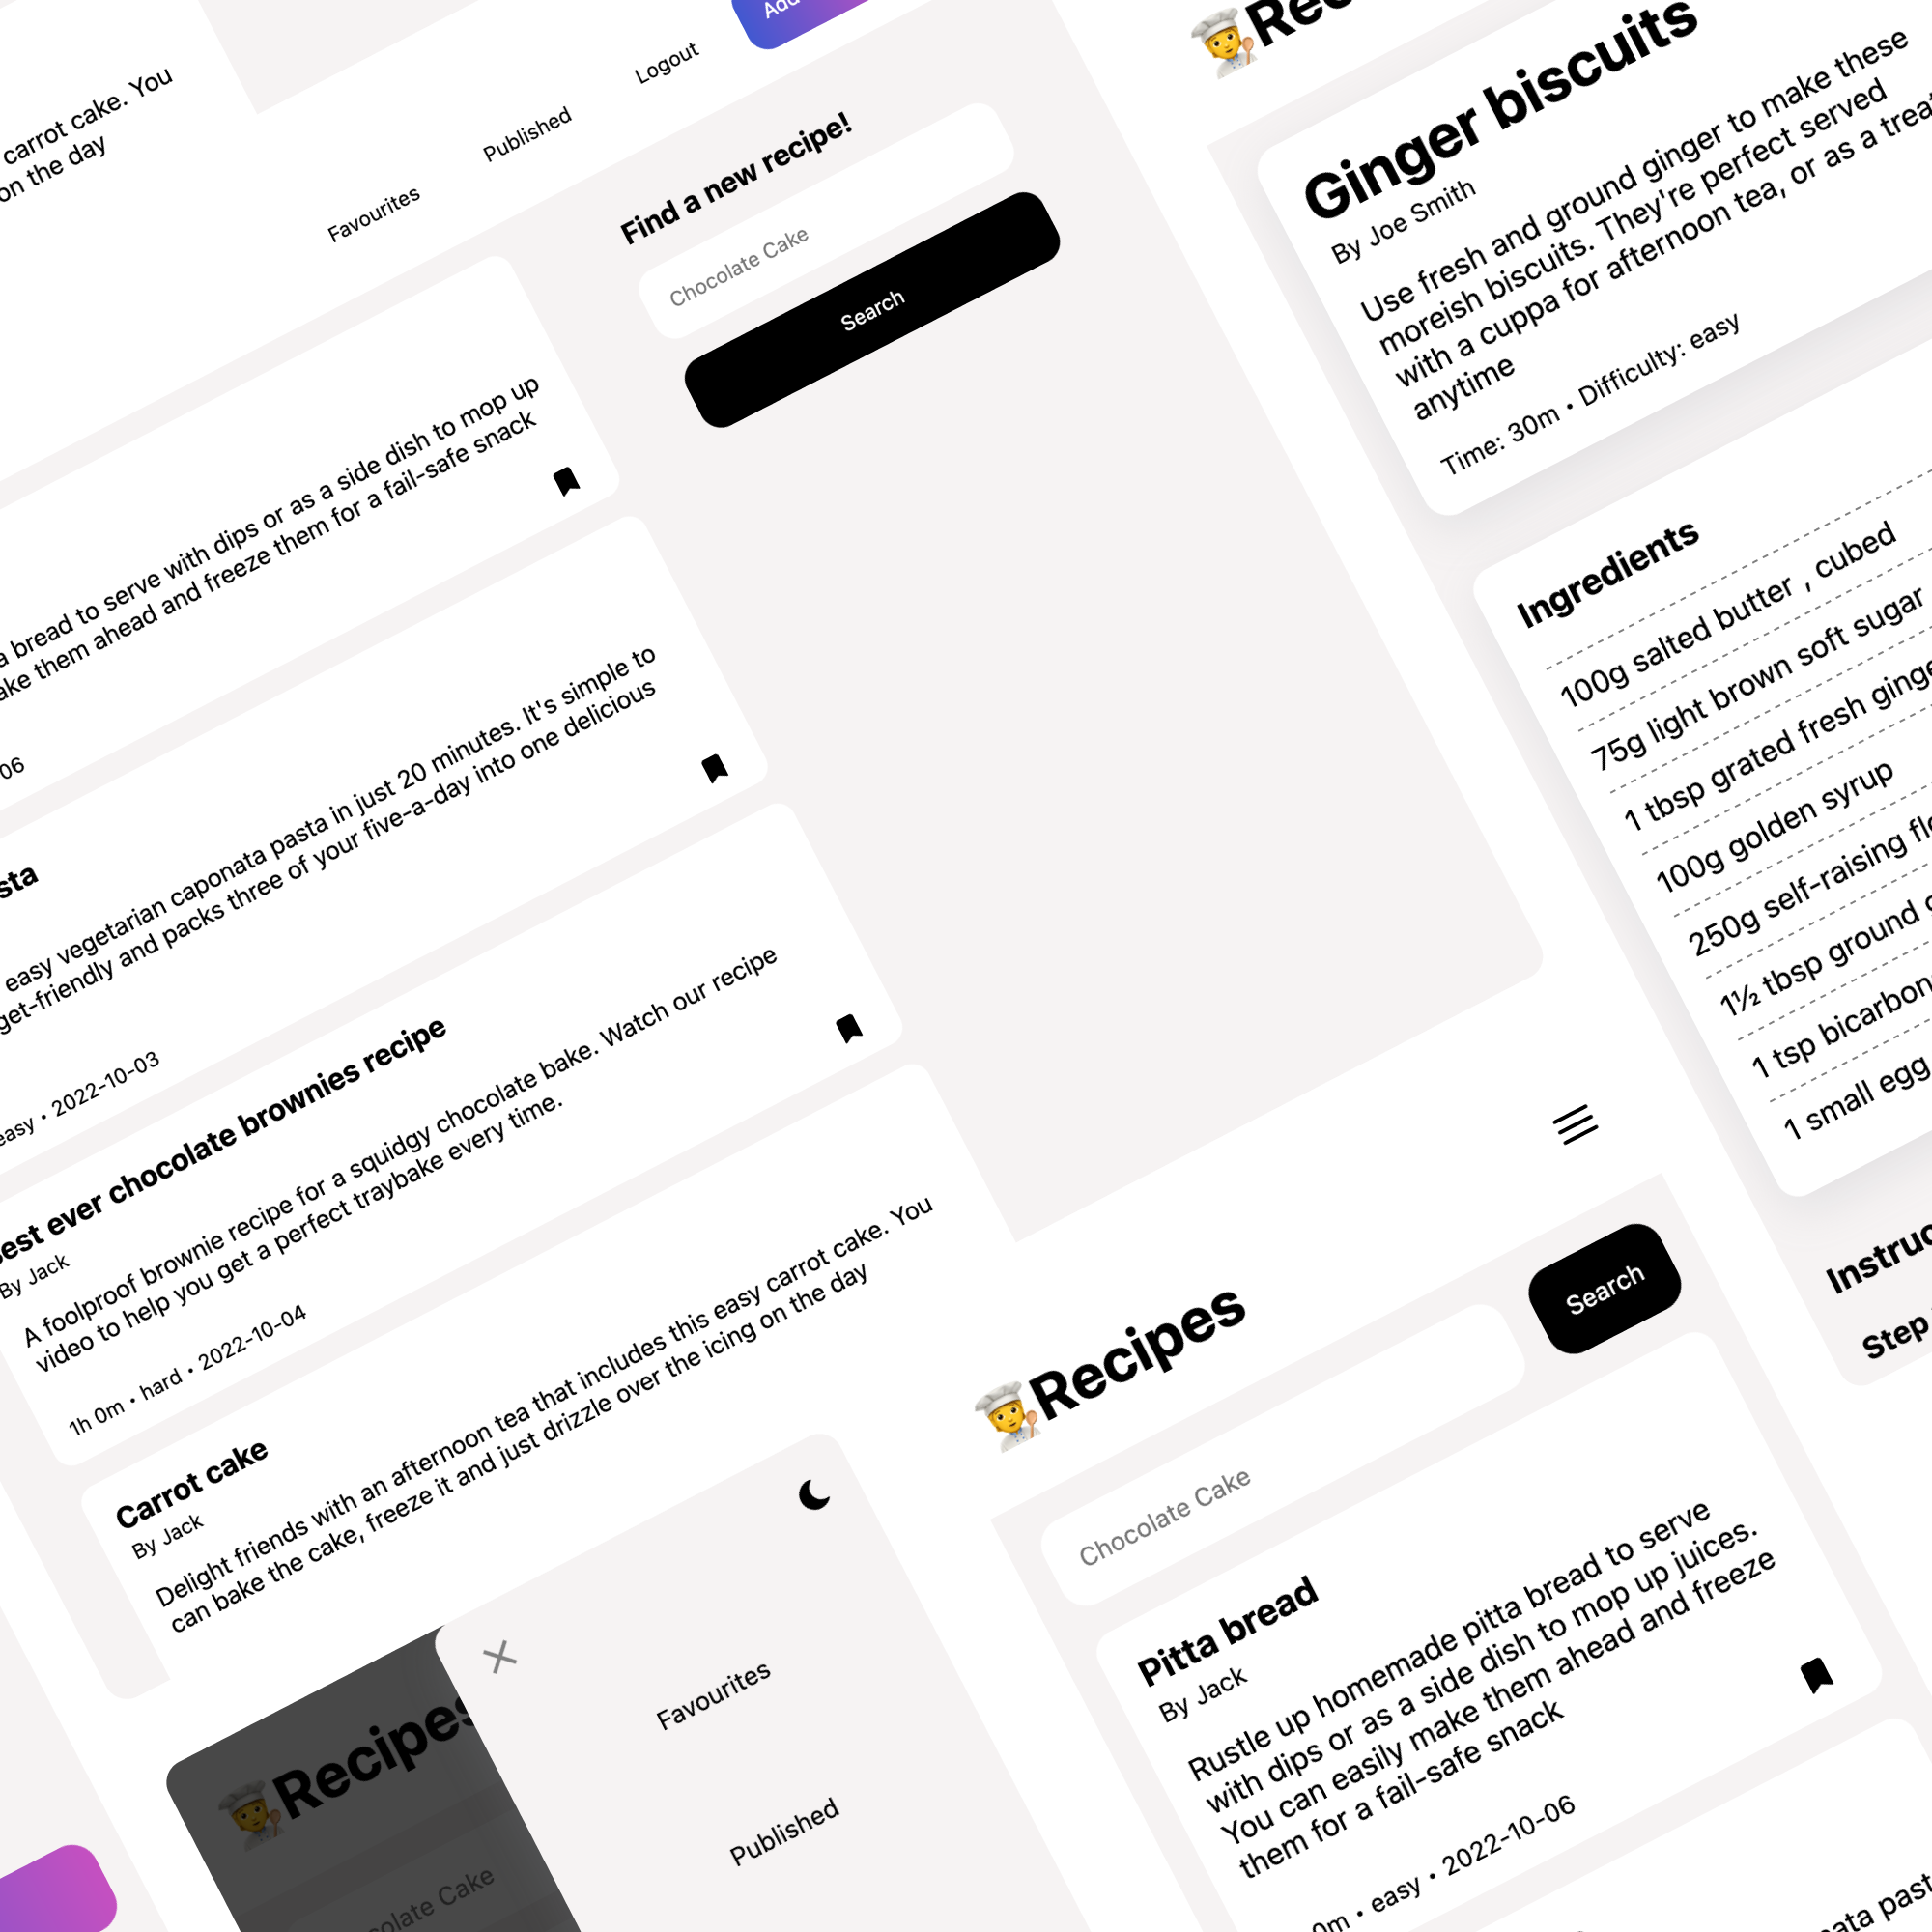 carrot cake. You
on the day
Favourites
Published
Logout
Add
Find a new recipe!
Chocolate Cake
Search
bread to serve with dips or as a side dish to mop up
them ahead and freeze them for a fail-safe snack
06
easy vegetarian caponata pasta in just 20 minutes. It's simple to
get-friendly and packs three of your five-a-day into one delicious
easy • 2022-10-03
est ever chocolate brownies recipe
By Jack
A foolproof brownie recipe for a squidgy chocolate bake. Watch our recipe
video to help you get a perfect traybake every time.
1h 0m • hard • 2022-10-04
Carrot cake
By Jack
Delight friends with an afternoon tea that includes this easy carrot cake. You
can bake the cake, freeze it and just drizzle over the icing on the day
Recipes
Chocolate Cake
Favourites
Published
Recipes
Chocolate Cake
Search
Pitta bread
By Jack
Rustle up homemade pitta bread to serve
with dips or as a side dish to mop up juices.
You can easily make them ahead and freeze
them for a fail-safe snack
0m • easy • 2022-10-06
Ginger biscuits
By Joe Smith
Use fresh and ground ginger to make these
moreish biscuits. They're perfect served
with a cuppa for afternoon tea, or as a treat
anytime
Time: 30m • Difficulty: easy
Ingredients
100g salted butter , cubed
75g light brown soft sugar
1 tbsp grated fresh ginge
100g golden syrup
250g self-raising flo
1½ tbsp ground
1 tsp bicarbon
1 small egg
Instruc
Step